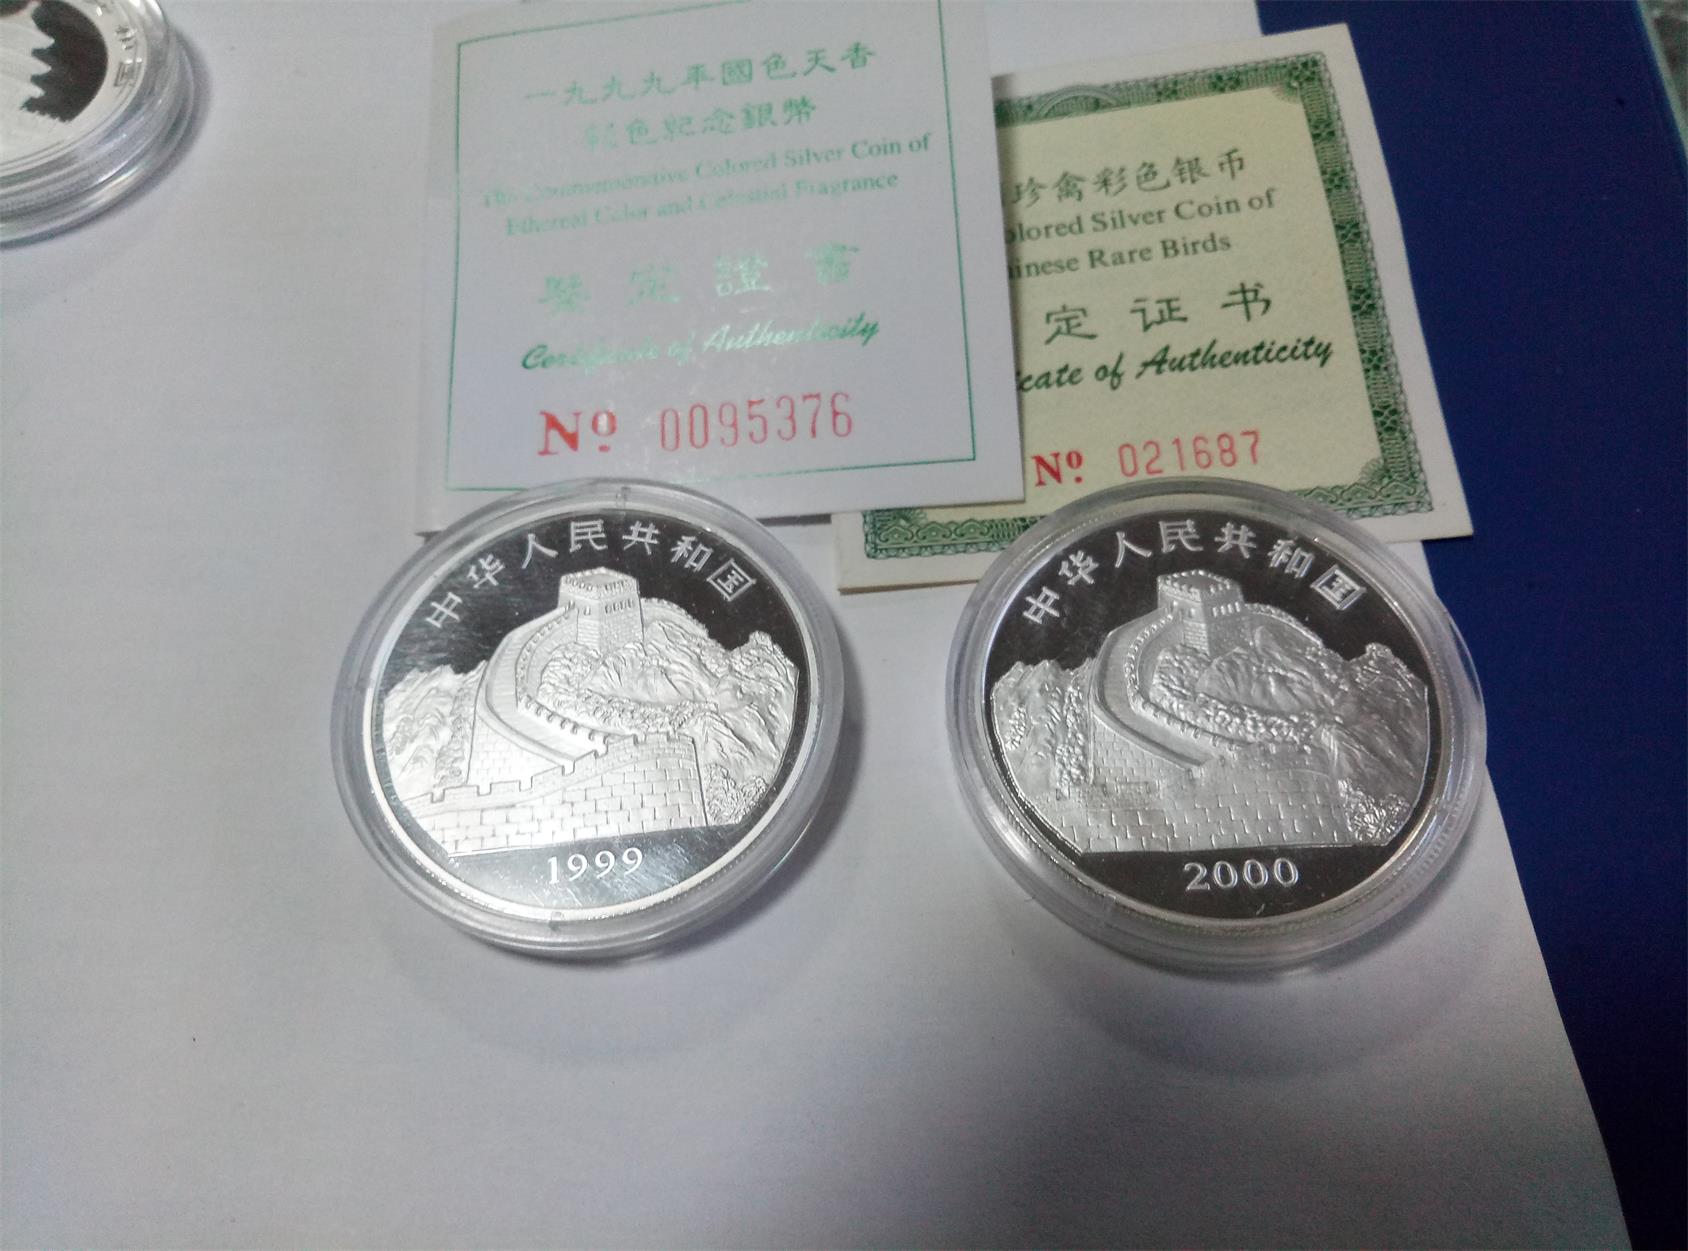 中国
一九九九年國色天香
彩色紀念銀幣
The Commemorative Colored Silver Coin of
Ethereal Color and Celestial Fragrance
鑒定證書
Certificate of Authenticity
Nº 0095376
珍禽彩色银币
olored Silver Coin of
inese Rare Birds
定证书
icate of Authenticity
Nº 021687
中华人民共和国
1999
中华人民共和国
2000